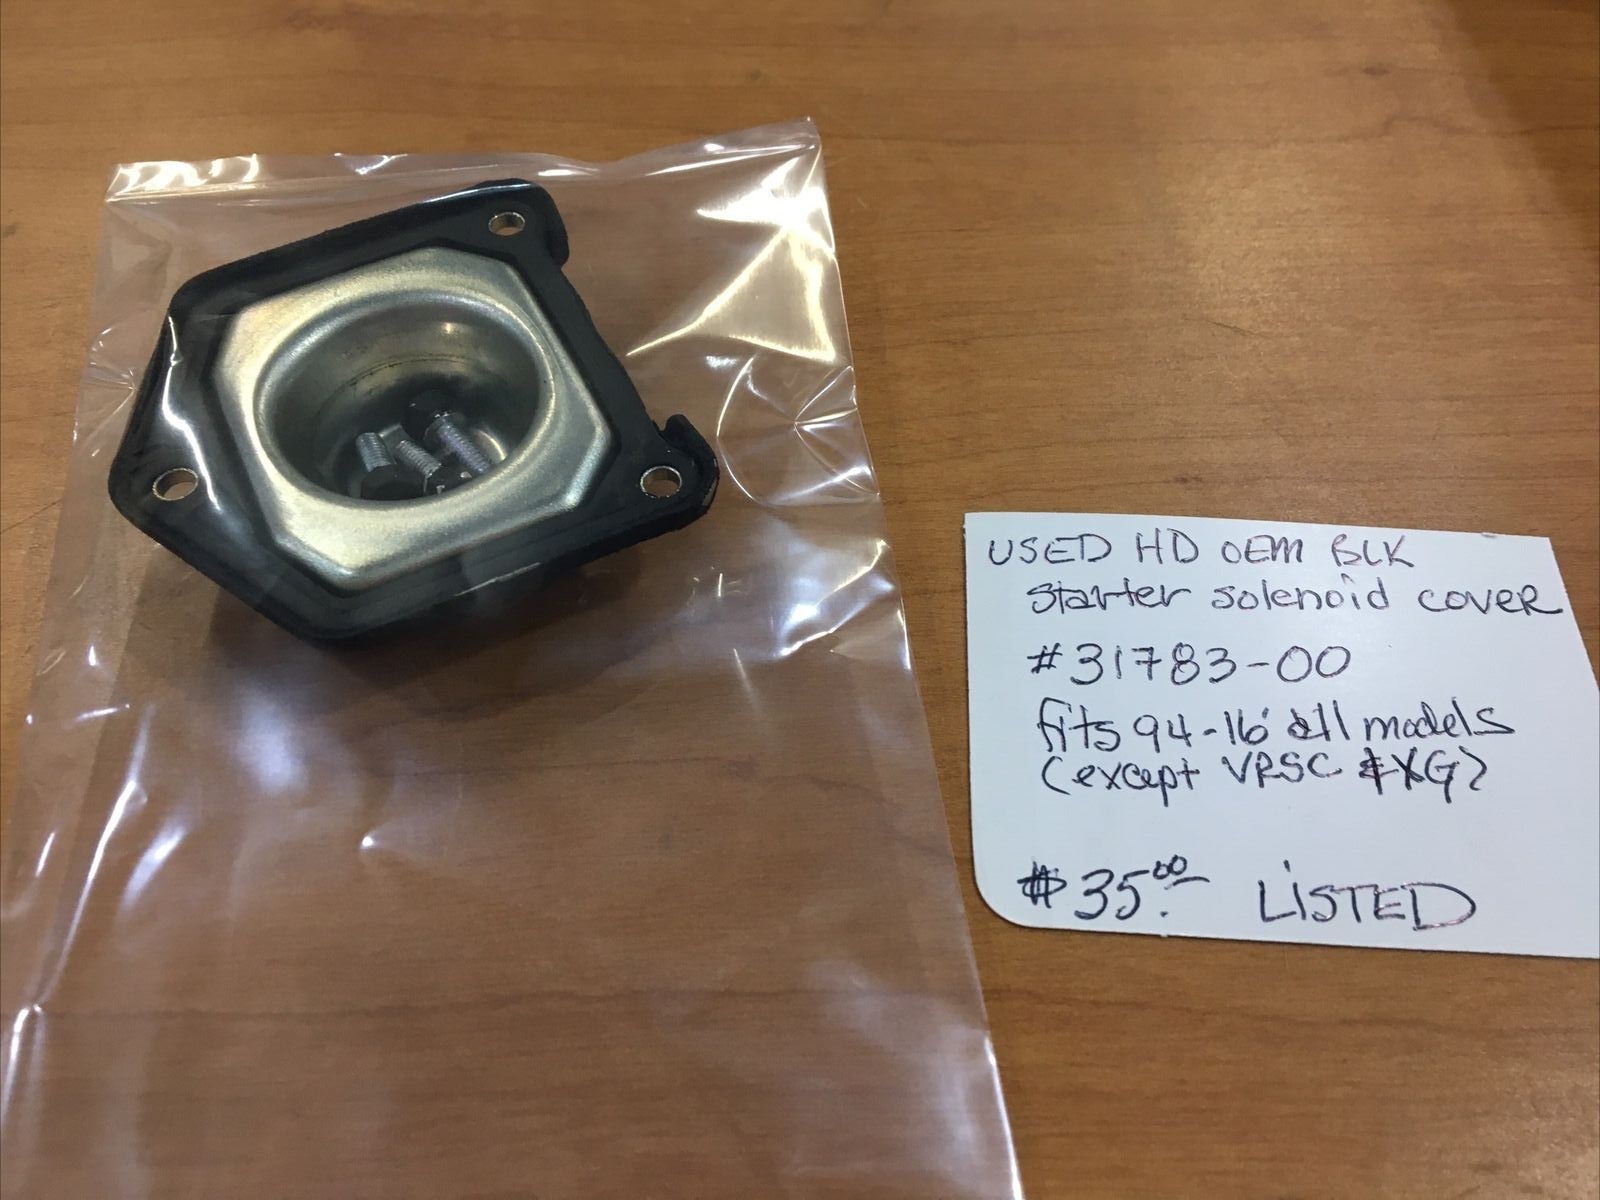 USED HD OEM BLK
Starter solenoid cover
#31783-00
fits 94-16' all models
(except VRSC & XG)
$35.00 LiSTED